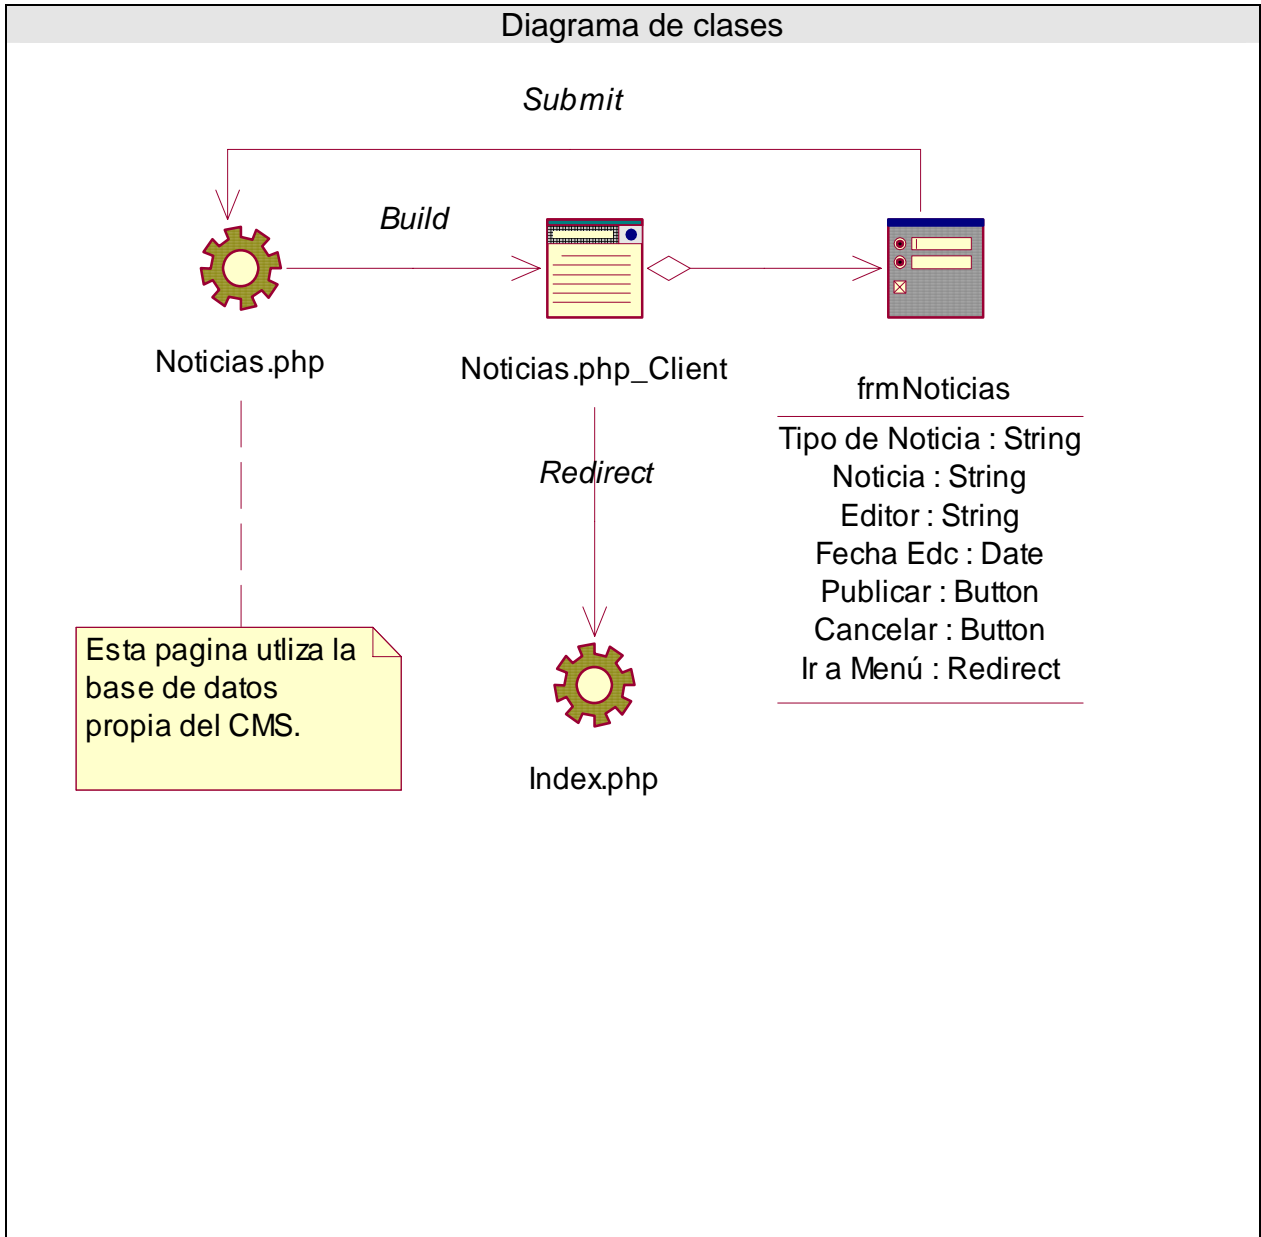 Diagrama de clases
Submit
Build
Noticias.php
Noticias.php_Client
frmNoticias
Tipo de Noticia : String
Noticia : String
Editor : String
Fecha Edc : Date
Publicar : Button
Cancelar : Button
Ir a Menú : Redirect
Redirect
Esta pagina utliza la
base de datos
propia del CMS.
Index.php